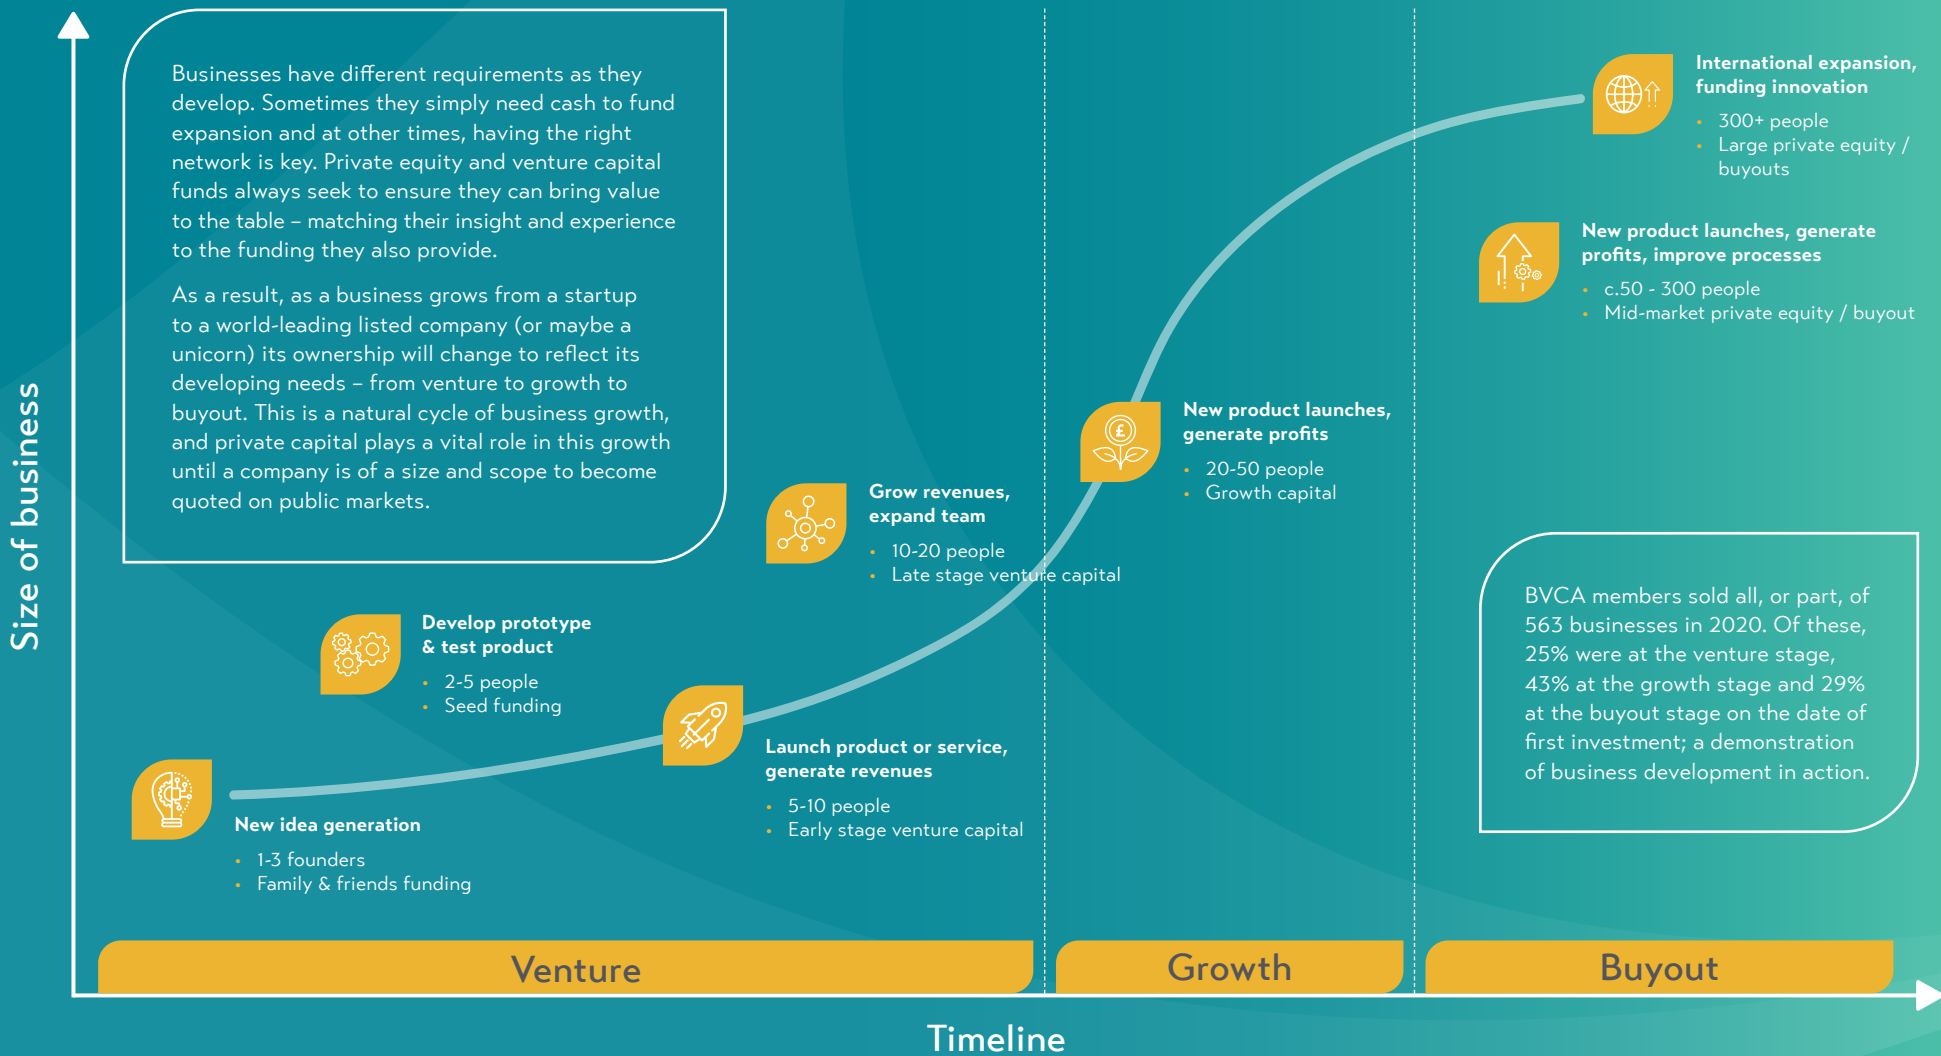 Size of business
Businesses have different requirements as they
develop. Sometimes they simply need cash to fund
expansion and at other times, having the right
network is key. Private equity and venture capital
funds always seek to ensure they can bring value
to the table – matching their insight and experience
to the funding they also provide.
As a result, as a business grows from a startup
to a world-leading listed company (or maybe a
unicorn) its ownership will change to reflect its
developing needs – from venture to growth to
buyout. This is a natural cycle of business growth,
and private capital plays a vital role in this growth
until a company is of a size and scope to become
quoted on public markets.
New idea generation
• 1-3 founders
• Family & friends funding
Develop prototype
& test product
• 2-5 people
• Seed funding
Launch product or service,
generate revenues
• 5-10 people
• Early stage venture capital
Grow revenues,
expand team
• 10-20 people
• Late stage venture capital
£
New product launches,
generate profits
• 20-50 people
• Growth capital
New product launches, generate
profits, improve processes
• c.50 - 300 people
• Mid-market private equity / buyout
International expansion,
funding innovation
• 300+ people
• Large private equity /
buyouts
BVCA members sold all, or part, of
563 businesses in 2020. Of these,
25% were at the venture stage,
43% at the growth stage and 29%
at the buyout stage on the date of
first investment; a demonstration
of business development in action.
Venture
Growth
Buyout
Timeline